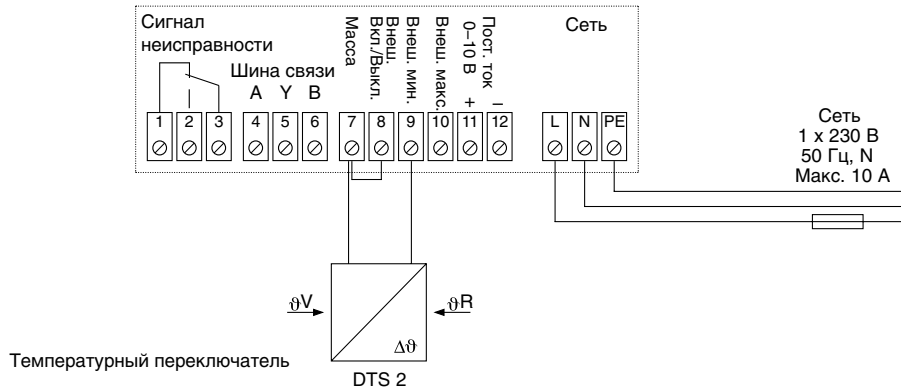 Сигнал
неисправности
Шина связи
A Y B
Масса
Внеш.
Вкл./Выкл.
Внеш. мин.
Внеш. макс.
Пост. ток
0–10 В
+ –
Сеть
1 2 3 4 5 6 7 8 9 10 11 12 L N PE
Сеть
1 x 230 В
50 Гц, N
Макс. 10 А
ϑV
ϑR
Δϑ
Температурный переключатель
DTS 2